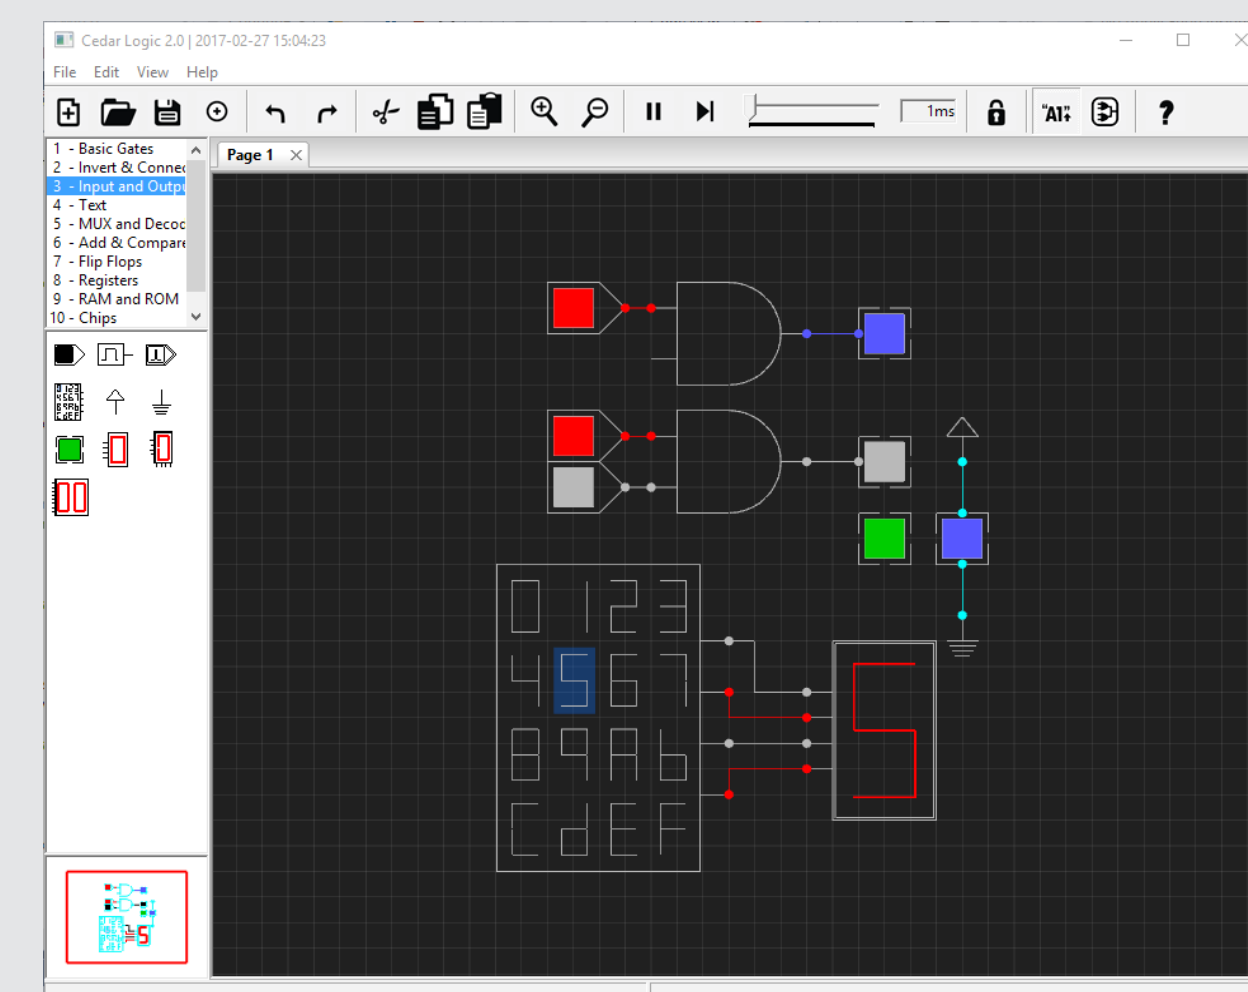 Cedar Logic 2.0 | 2017-02-27 15:04:23
File Edit View Help
1ms "A1"
1 - Basic Gates
2 - Invert & Connec
3 - Input and Outpu
4 - Text
5 - MUX and Decod
6 - Add & Compare
7 - Flip Flops
8 - Registers
9 - RAM and ROM
10 - Chips
Page 1
0 1 2 3
4 5 6 7
8 9 A b
C d E F
5